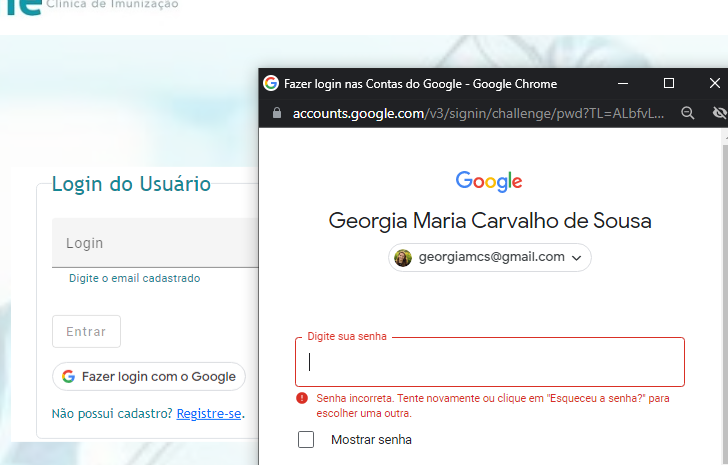 Clínica de Imunização
Fazer login nas Contas do Google - Google Chrome
accounts.google.com/v3/signin/challenge/pwd?TL=ALbfvL...
Google
Georgia Maria Carvalho de Sousa
georgiamcs@gmail.com
Digite sua senha
Senha incorreta. Tente novamente ou clique em "Esqueceu a senha?" para
escolher uma outra.
Mostrar senha
Login do Usuário
Login
Digite o email cadastrado
Entrar
Fazer login com o Google
Não possui cadastro? Registre-se.